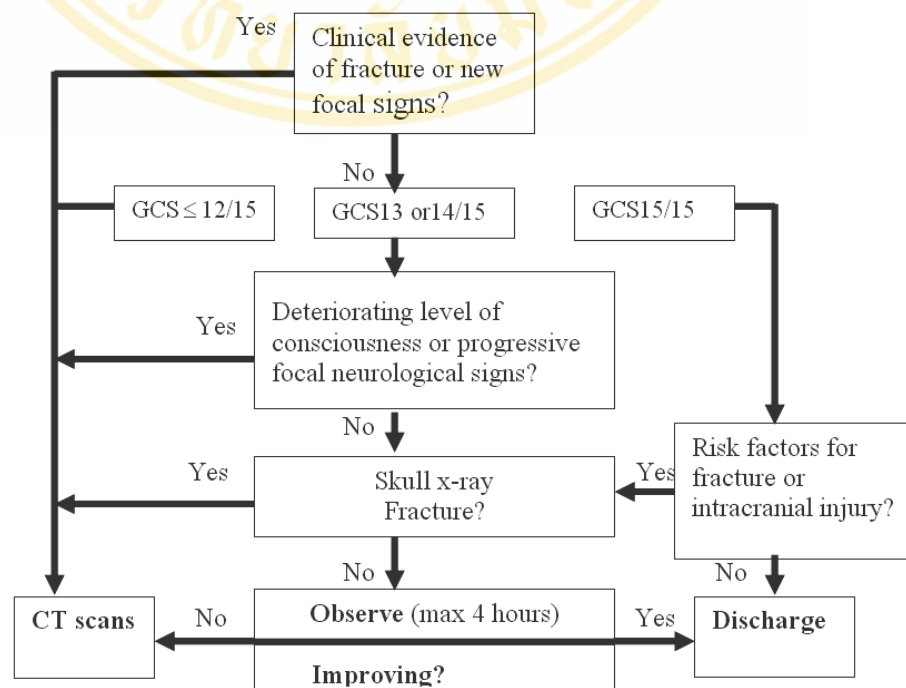 Yes
Clinical evidence
of fracture or new
focal signs?
No
GCS ≤ 12/15
GCS13 or14/15
GCS15/15
Yes
Deteriorating level of
consciousness or progressive
focal neurological signs?
No
Yes
Skull x-ray
Fracture?
Yes
Risk factors for
fracture or
intracranial injury?
No
No
CT scans
No
Observe (max 4 hours)
Improving?
Yes
Discharge